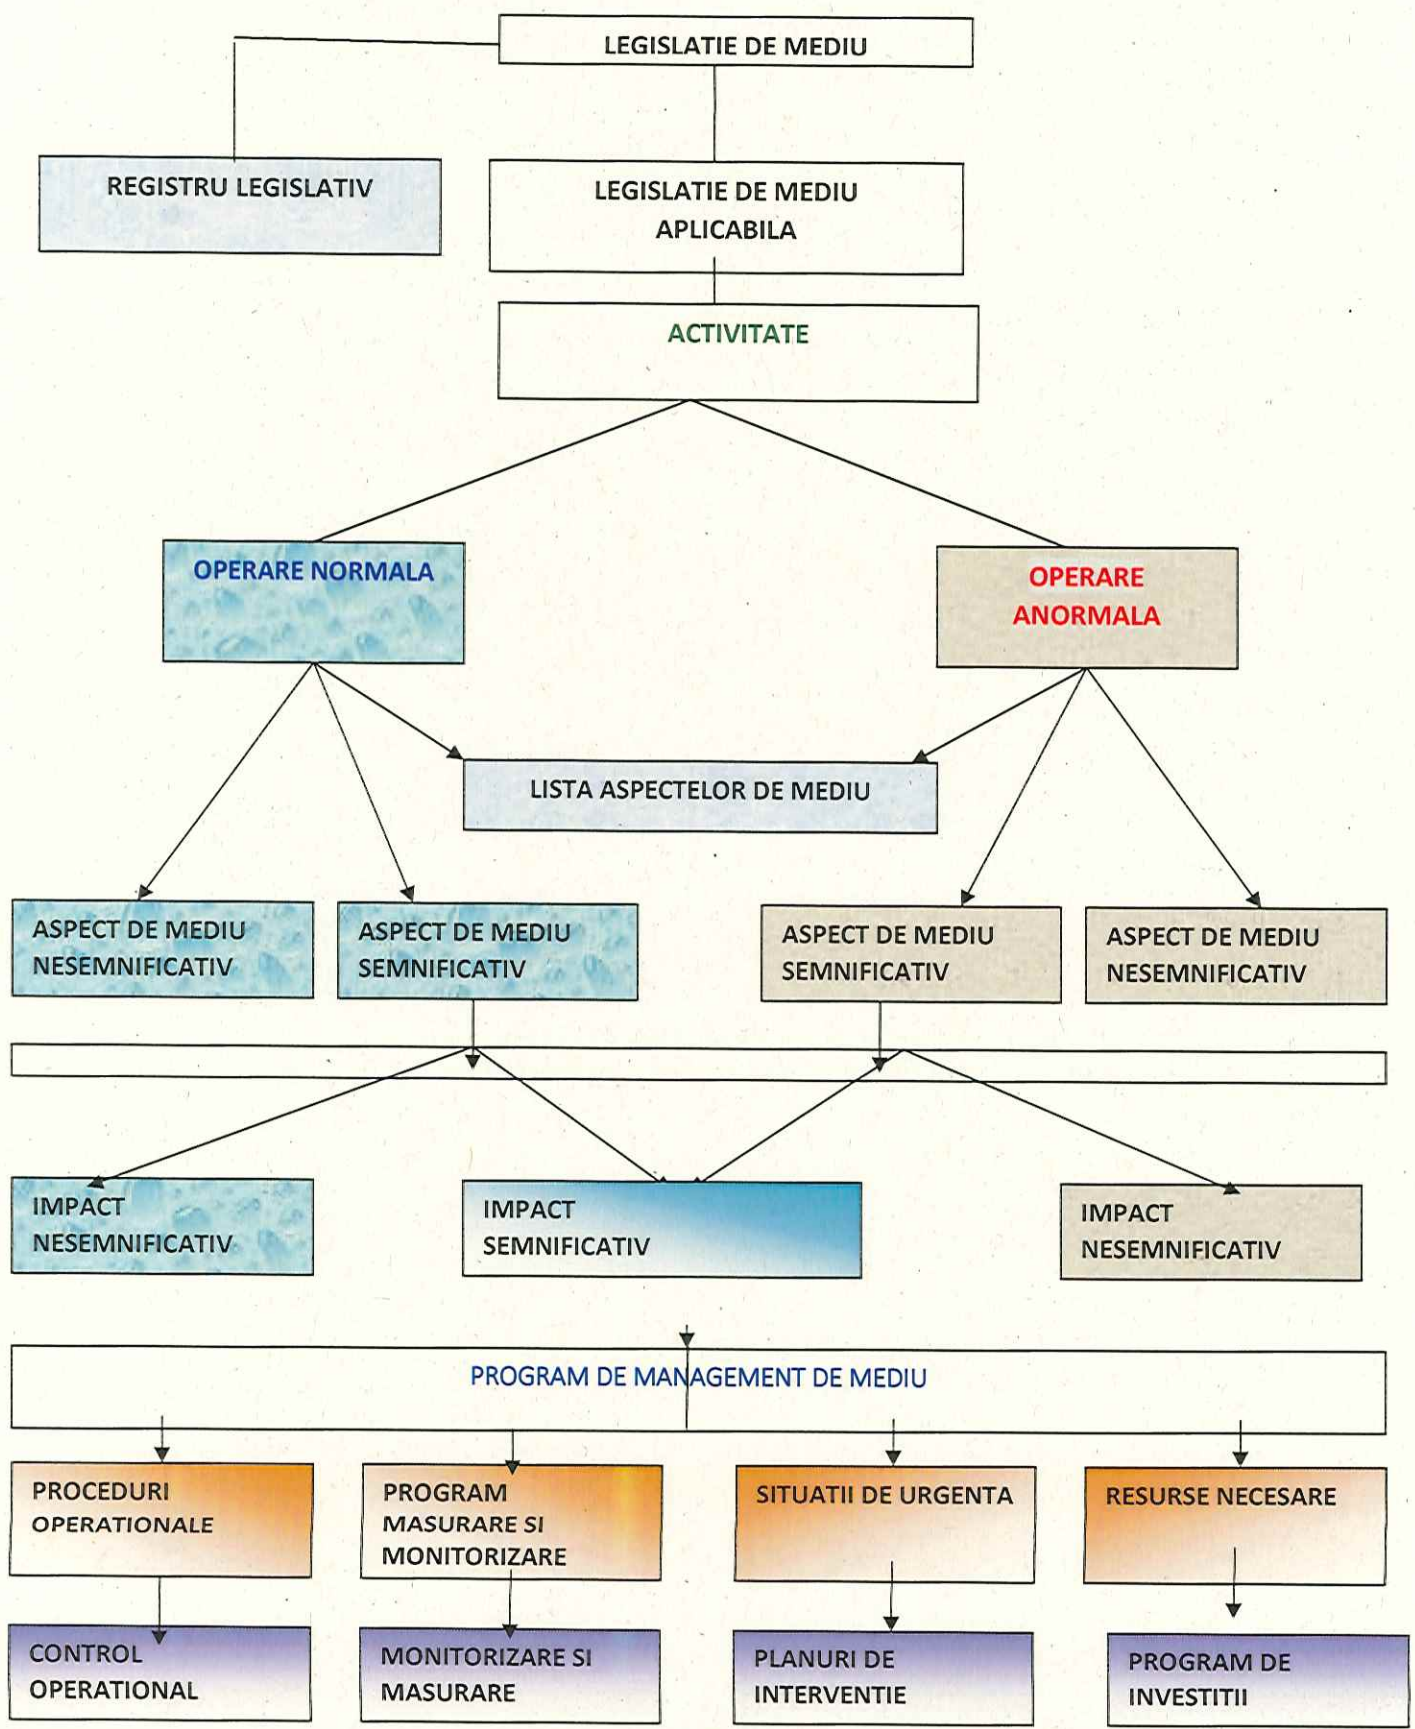 LEGISLATIE DE MEDIU
REGISTRU LEGISLATIV
LEGISLATIE DE MEDIU
APLICABILA
ACTIVITATE
OPERARE NORMALA
OPERARE
ANORMALA
LISTA ASPECTELOR DE MEDIU
ASPECT DE MEDIU
NESEMNIFICATIV
ASPECT DE MEDIU
SEMNIFICATIV
ASPECT DE MEDIU
SEMNIFICATIV
ASPECT DE MEDIU
NESEMNIFICATIV
IMPACT
NESEMNIFICATIV
IMPACT
SEMNIFICATIV
IMPACT
NESEMNIFICATIV
PROGRAM DE MANAGEMENT DE MEDIU
PROCEDURI
OPERATIONALE
PROGRAM
MASURARE SI
MONITORIZARE
SITUATII DE URGENTA
RESURSE NECESARE
CONTROL
OPERATIONAL
MONITORIZARE SI
MASURARE
PLANURI DE
INTERVENTIE
PROGRAM DE
INVESTITII